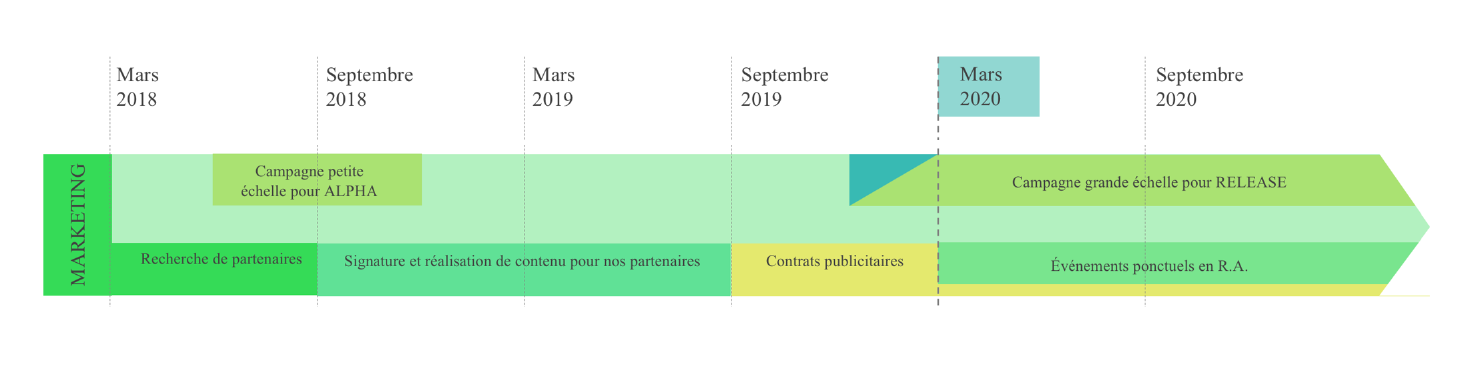 Mars
2018
Septembre
2018
Mars
2019
Septembre
2019
Mars
2020
Septembre
2020
MARKETING
Campagne petite
échelle pour ALPHA
Campagne grande échelle pour RELEASE
Recherche de partenaires
Signature et réalisation de contenu pour nos partenaires
Contrats publicitaires
Événements ponctuels en R.A.